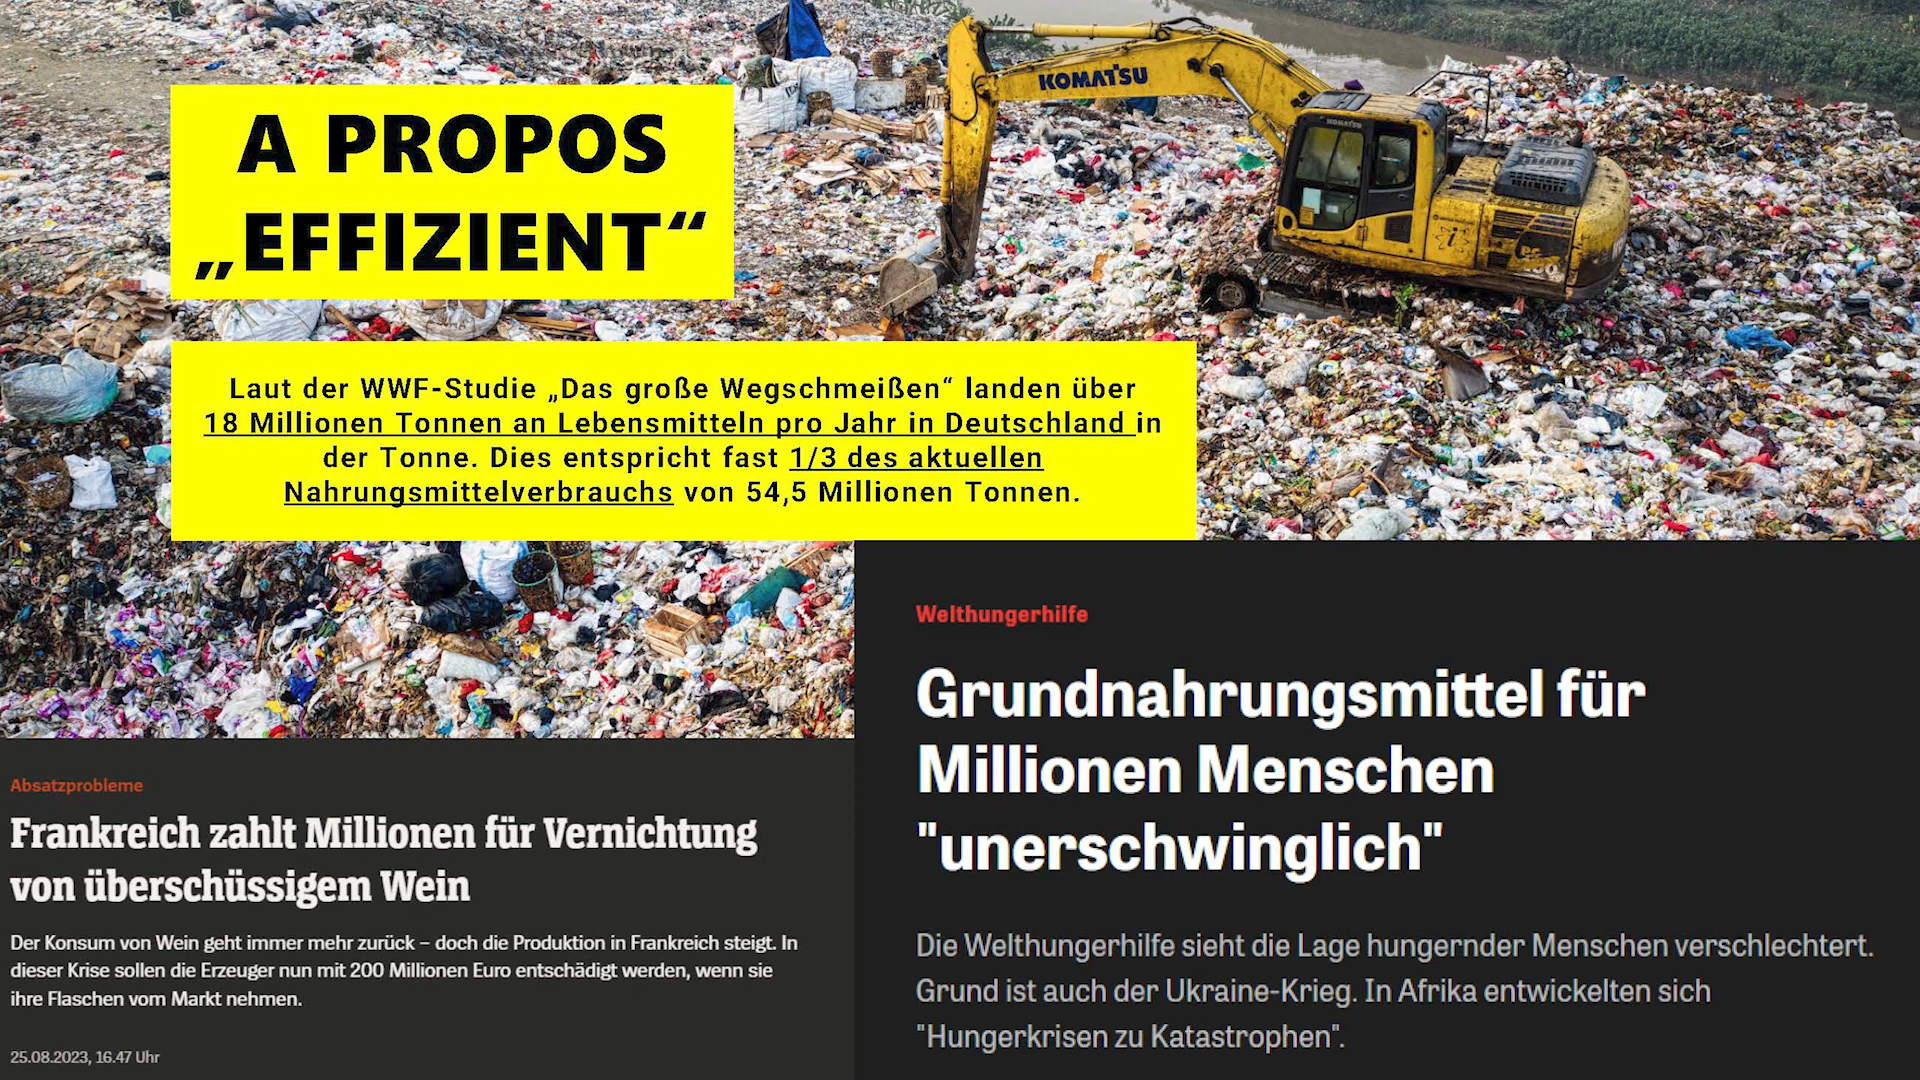 A PROPOS
„EFFIZIENT“
KOMATSU
KOMATSU
Laut der WWF-Studie „Das große Wegschmeißen“ landen über
18 Millionen Tonnen an Lebensmitteln pro Jahr in Deutschland in
der Tonne. Dies entspricht fast 1/3 des aktuellen
Nahrungsmittelverbrauchs von 54,5 Millionen Tonnen.
Absatzprobleme
Frankreich zahlt Millionen für Vernichtung
von überschüssigem Wein
Der Konsum von Wein geht immer mehr zurück – doch die Produktion in Frankreich steigt. In
dieser Krise sollen die Erzeuger nun mit 200 Millionen Euro entschädigt werden, wenn sie
ihre Flaschen vom Markt nehmen.
25.08.2023, 16.47 Uhr
Welthungerhilfe
Grundnahrungsmittel für
Millionen Menschen
"unerschwinglich"
Die Welthungerhilfe sieht die Lage hungernder Menschen verschlechtert.
Grund ist auch der Ukraine-Krieg. In Afrika entwickelten sich
"Hungerkrisen zu Katastrophen".